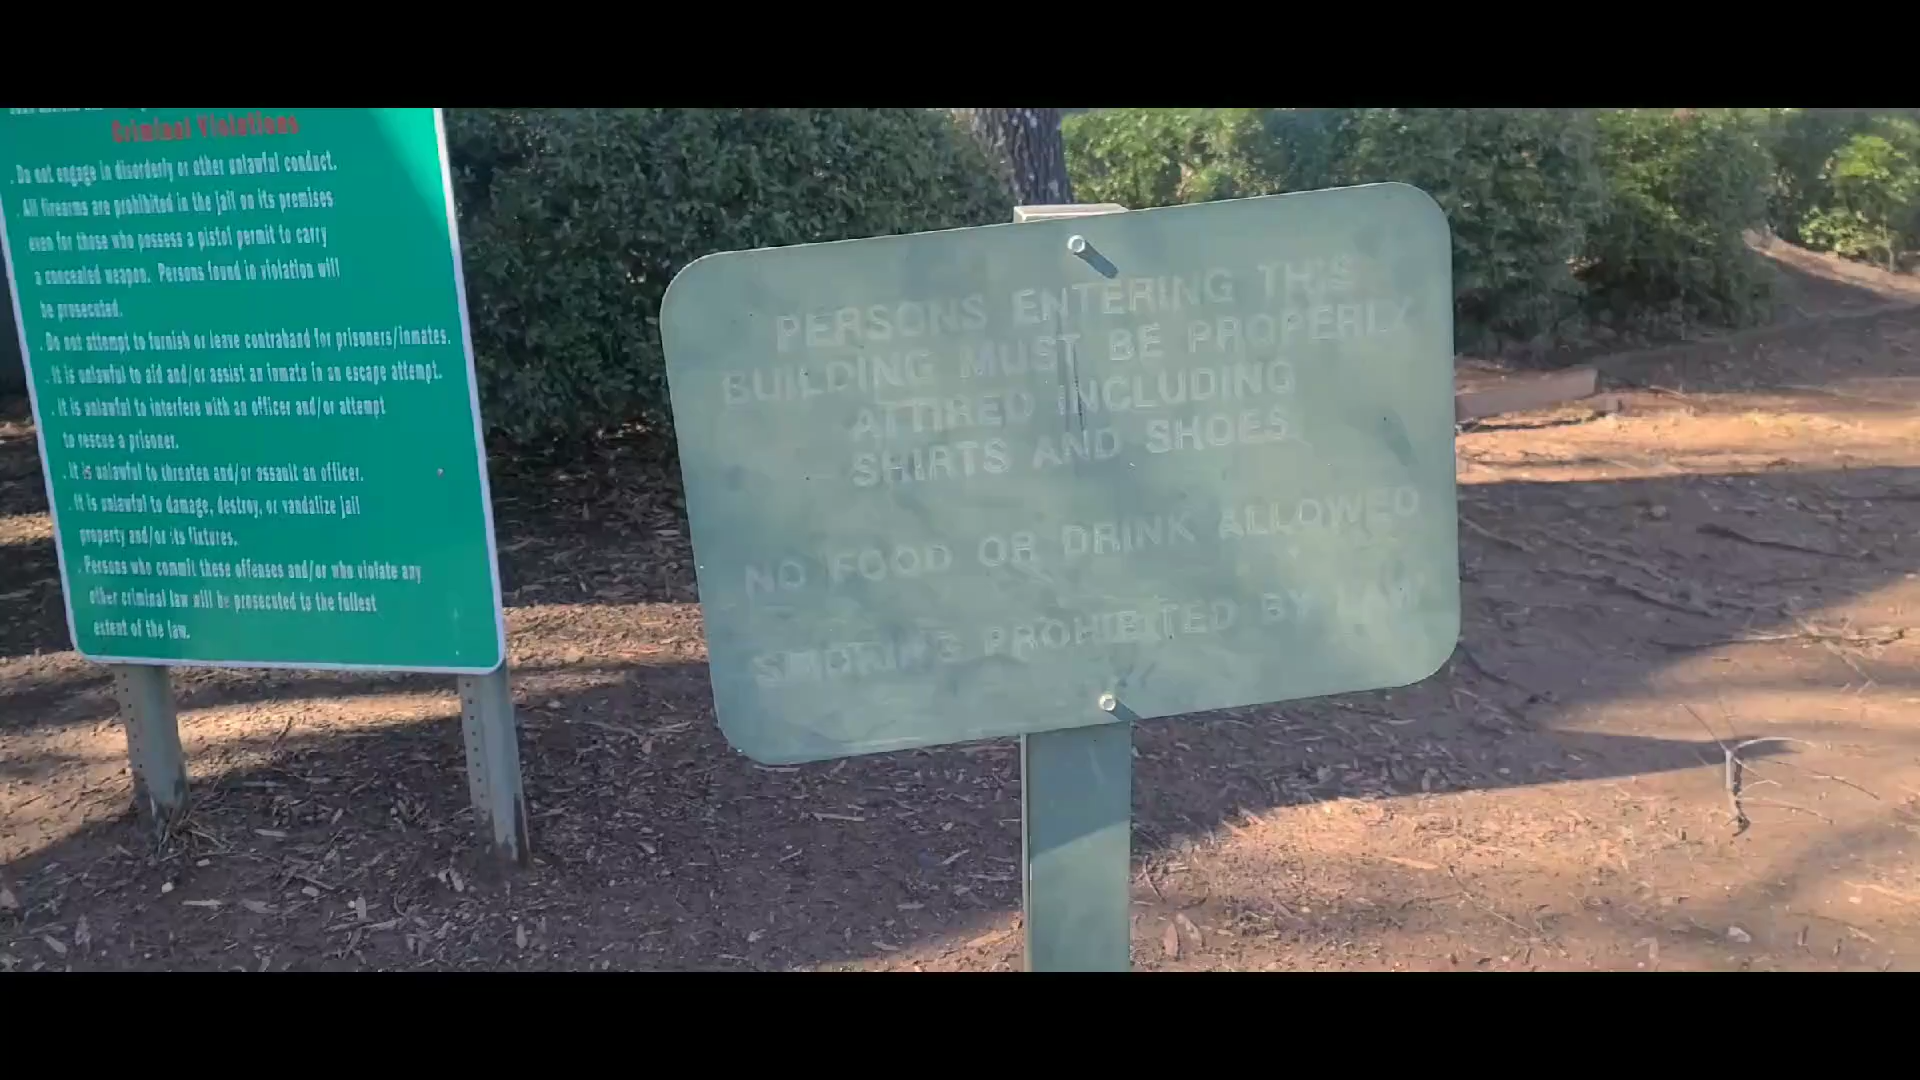 Criminal Violations
. Do not engage in disorderly or other unlawful conduct.
. All firearms are prohibited in the jail on its premises
even for those who possess a pistol permit to carry
a concealed weapon. Persons found in violation will
be prosecuted.
. Do not attempt to furnish or leave contraband for prisoners/inmates.
. It is unlawful to aid and/or assist an inmate in an escape attempt.
. It is unlawful to interfere with an officer and/or attempt
to rescue a prisoner.
. It is unlawful to threaten and/or assault an officer.
. It is unlawful to damage, destroy, or vandalize jail
property and/or its fixtures.
. Persons who commit these offenses and/or who violate any
other criminal law will be prosecuted to the fullest
extent of the law.
PERSONS ENTERING THIS
BUILDING MUST BE PROPERLY
ATTIRED INCLUDING
SHIRTS AND SHOES
NO FOOD OR DRINK ALLOWED
SMOKING PROHIBITED BY LAW